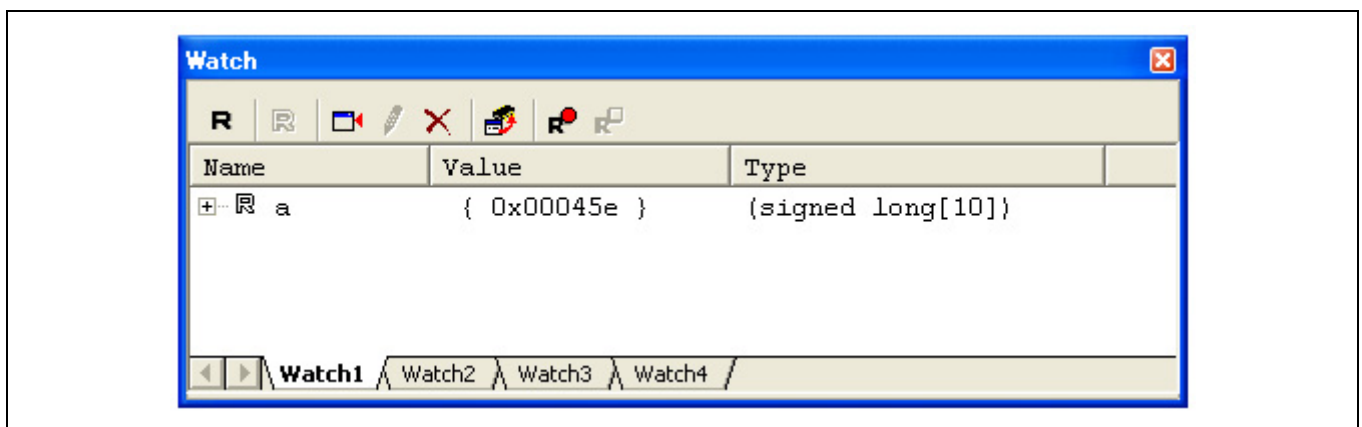 Watch
R R R R
Name Value Type
R a { 0x00045e } (signed long[10])
Watch1 Watch2 Watch3 Watch4